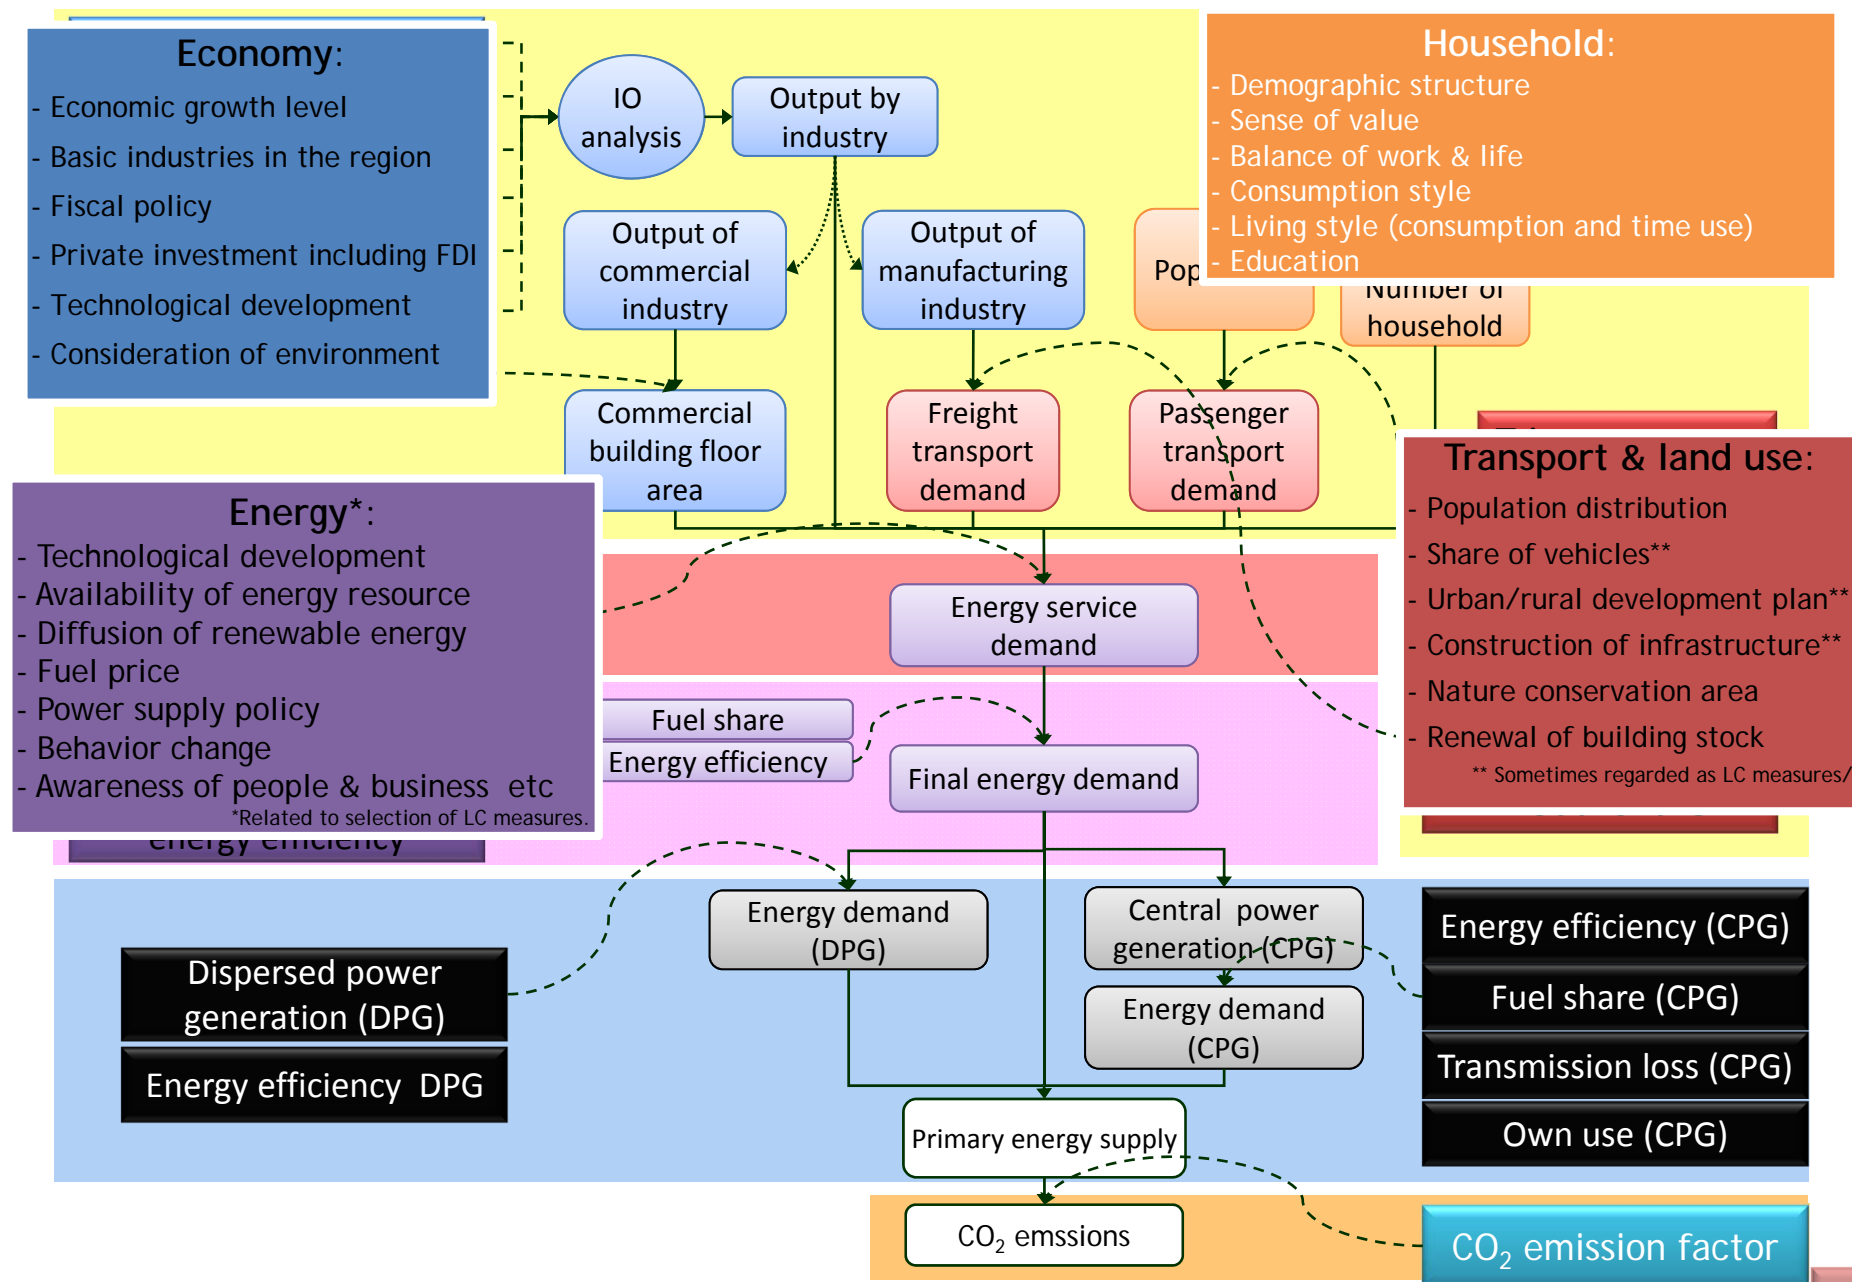 Economy:
- Economic growth level
- Basic industries in the region
- Fiscal policy
- Private investment including FDI
- Technological development
- Consideration of environment
IO
analysis
Output by
industry
Household:
- Demographic structure
- Sense of value
- Balance of work & life
- Consumption style
- Living style (consumption and time use)
- Education
Output of
commercial
industry
Output of
manufacturing
industry
Pop
Number of
household
Commercial
building floor
area
Freight
transport
demand
Passenger
transport
demand
Transport & land use:
- Population distribution
- Share of vehicles**
- Urban/rural development plan**
- Construction of infrastructure**
- Nature conservation area
- Renewal of building stock
** Sometimes regarded as LC measures/
Energy*:
- Technological development
- Availability of energy resource
- Diffusion of renewable energy
- Fuel price
- Power supply policy
- Behavior change
- Awareness of people & business etc
*Related to selection of LC measures.
energy efficiency
Energy service
demand
Fuel share
Energy efficiency
Final energy demand
Energy demand
(DPG)
Central power
generation (CPG)
Energy demand
(CPG)
Dispersed power
generation (DPG)
Energy efficiency DPG
Energy efficiency (CPG)
Fuel share (CPG)
Transmission loss (CPG)
Own use (CPG)
Primary energy supply
CO₂ emssions
CO₂ emission factor